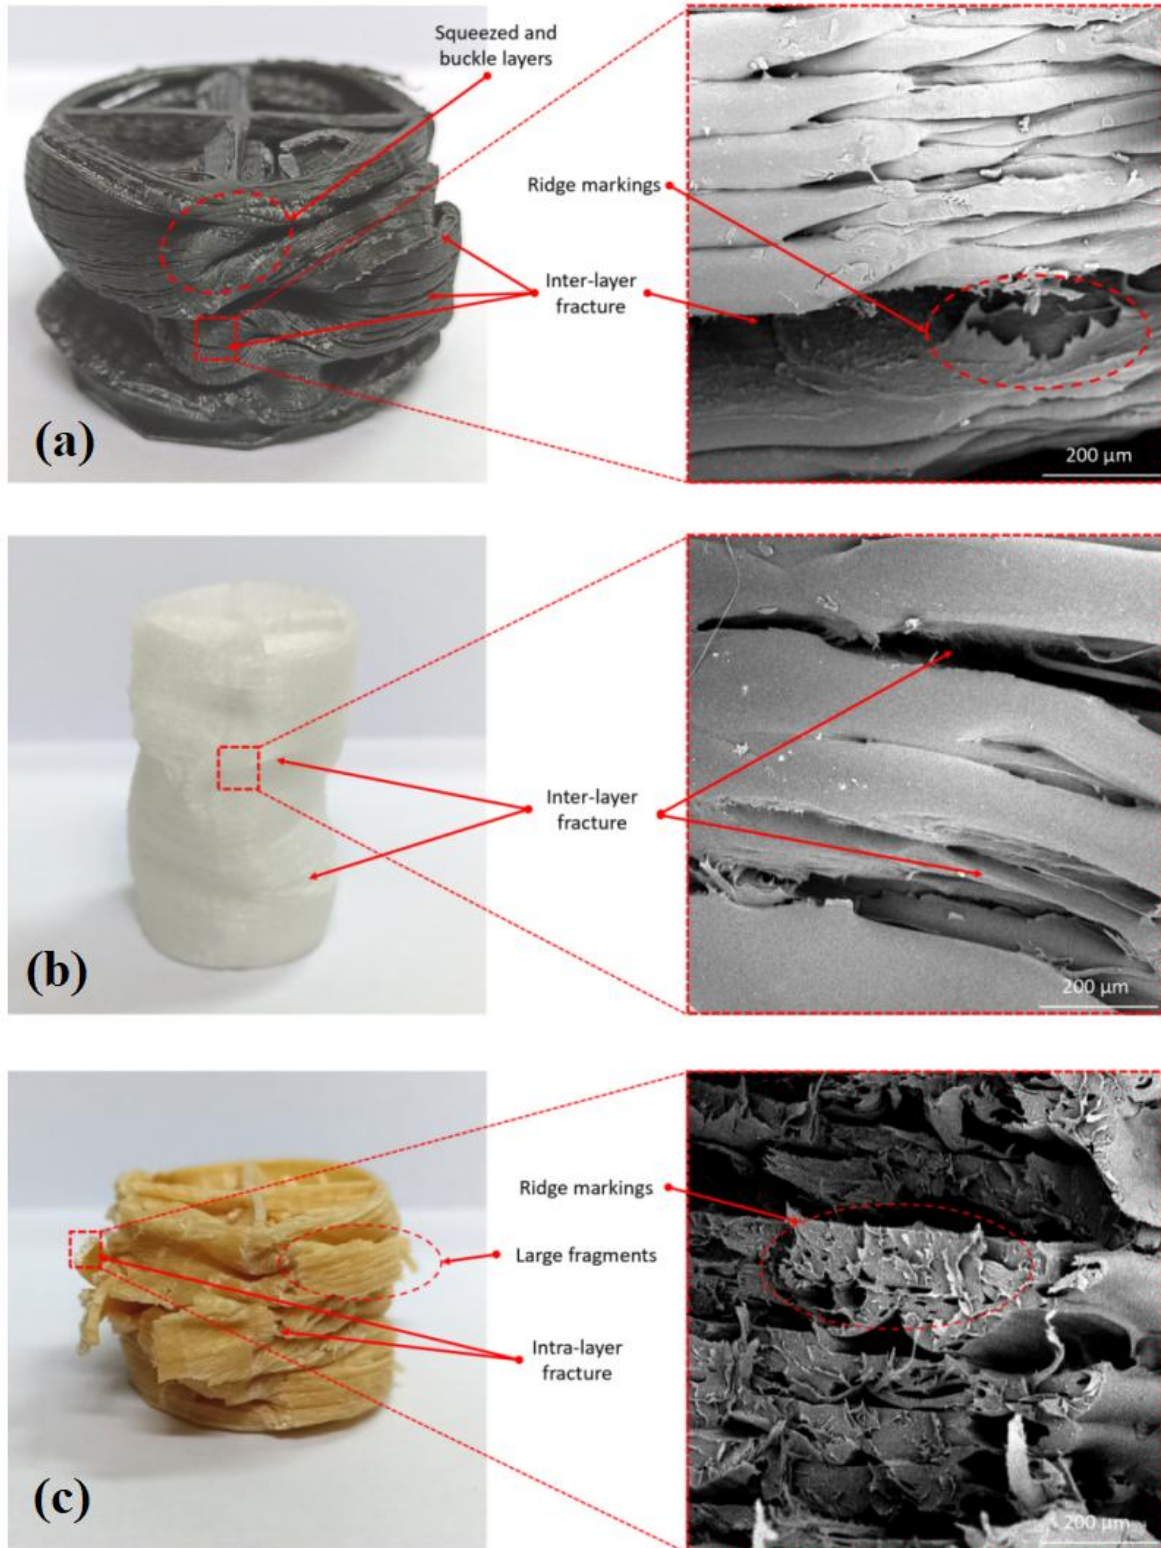 Squeezed and
buckle layers
Ridge markings
Inter-layer
fracture
200 µm
(a)
Inter-layer
fracture
200 µm
(b)
Ridge markings
Large fragments
Intra-layer
fracture
200 µm
(c)